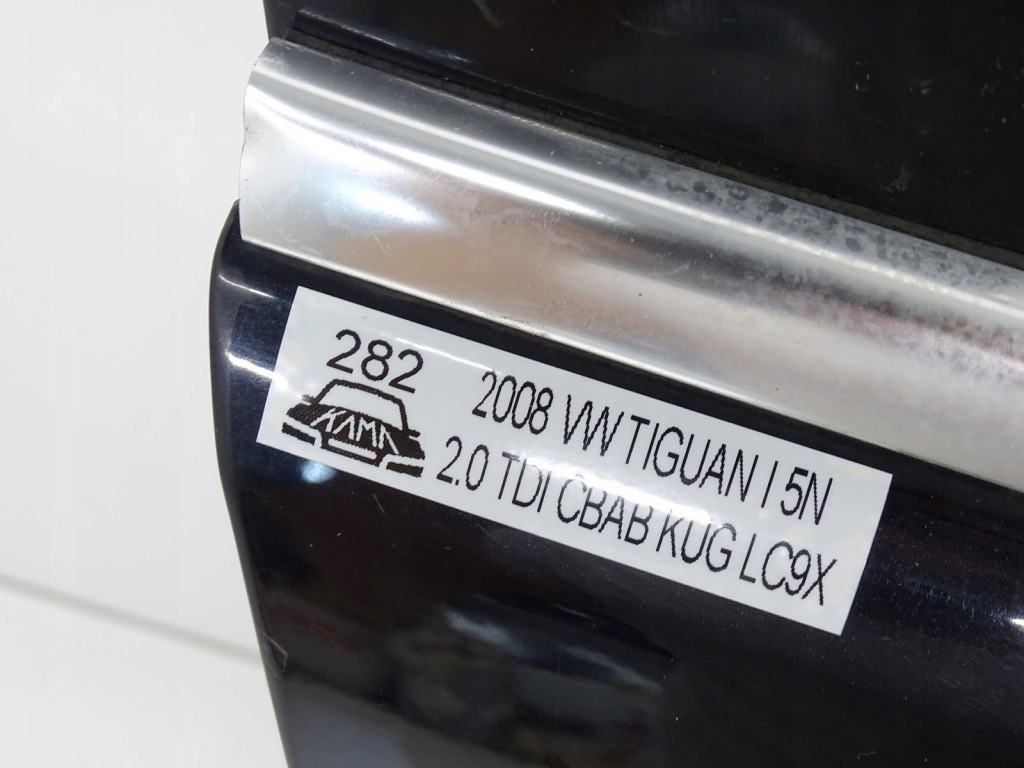 282
KAMA
2008 VW TIGUAN I 5N
2.0 TDI CBAB KUG LC9X